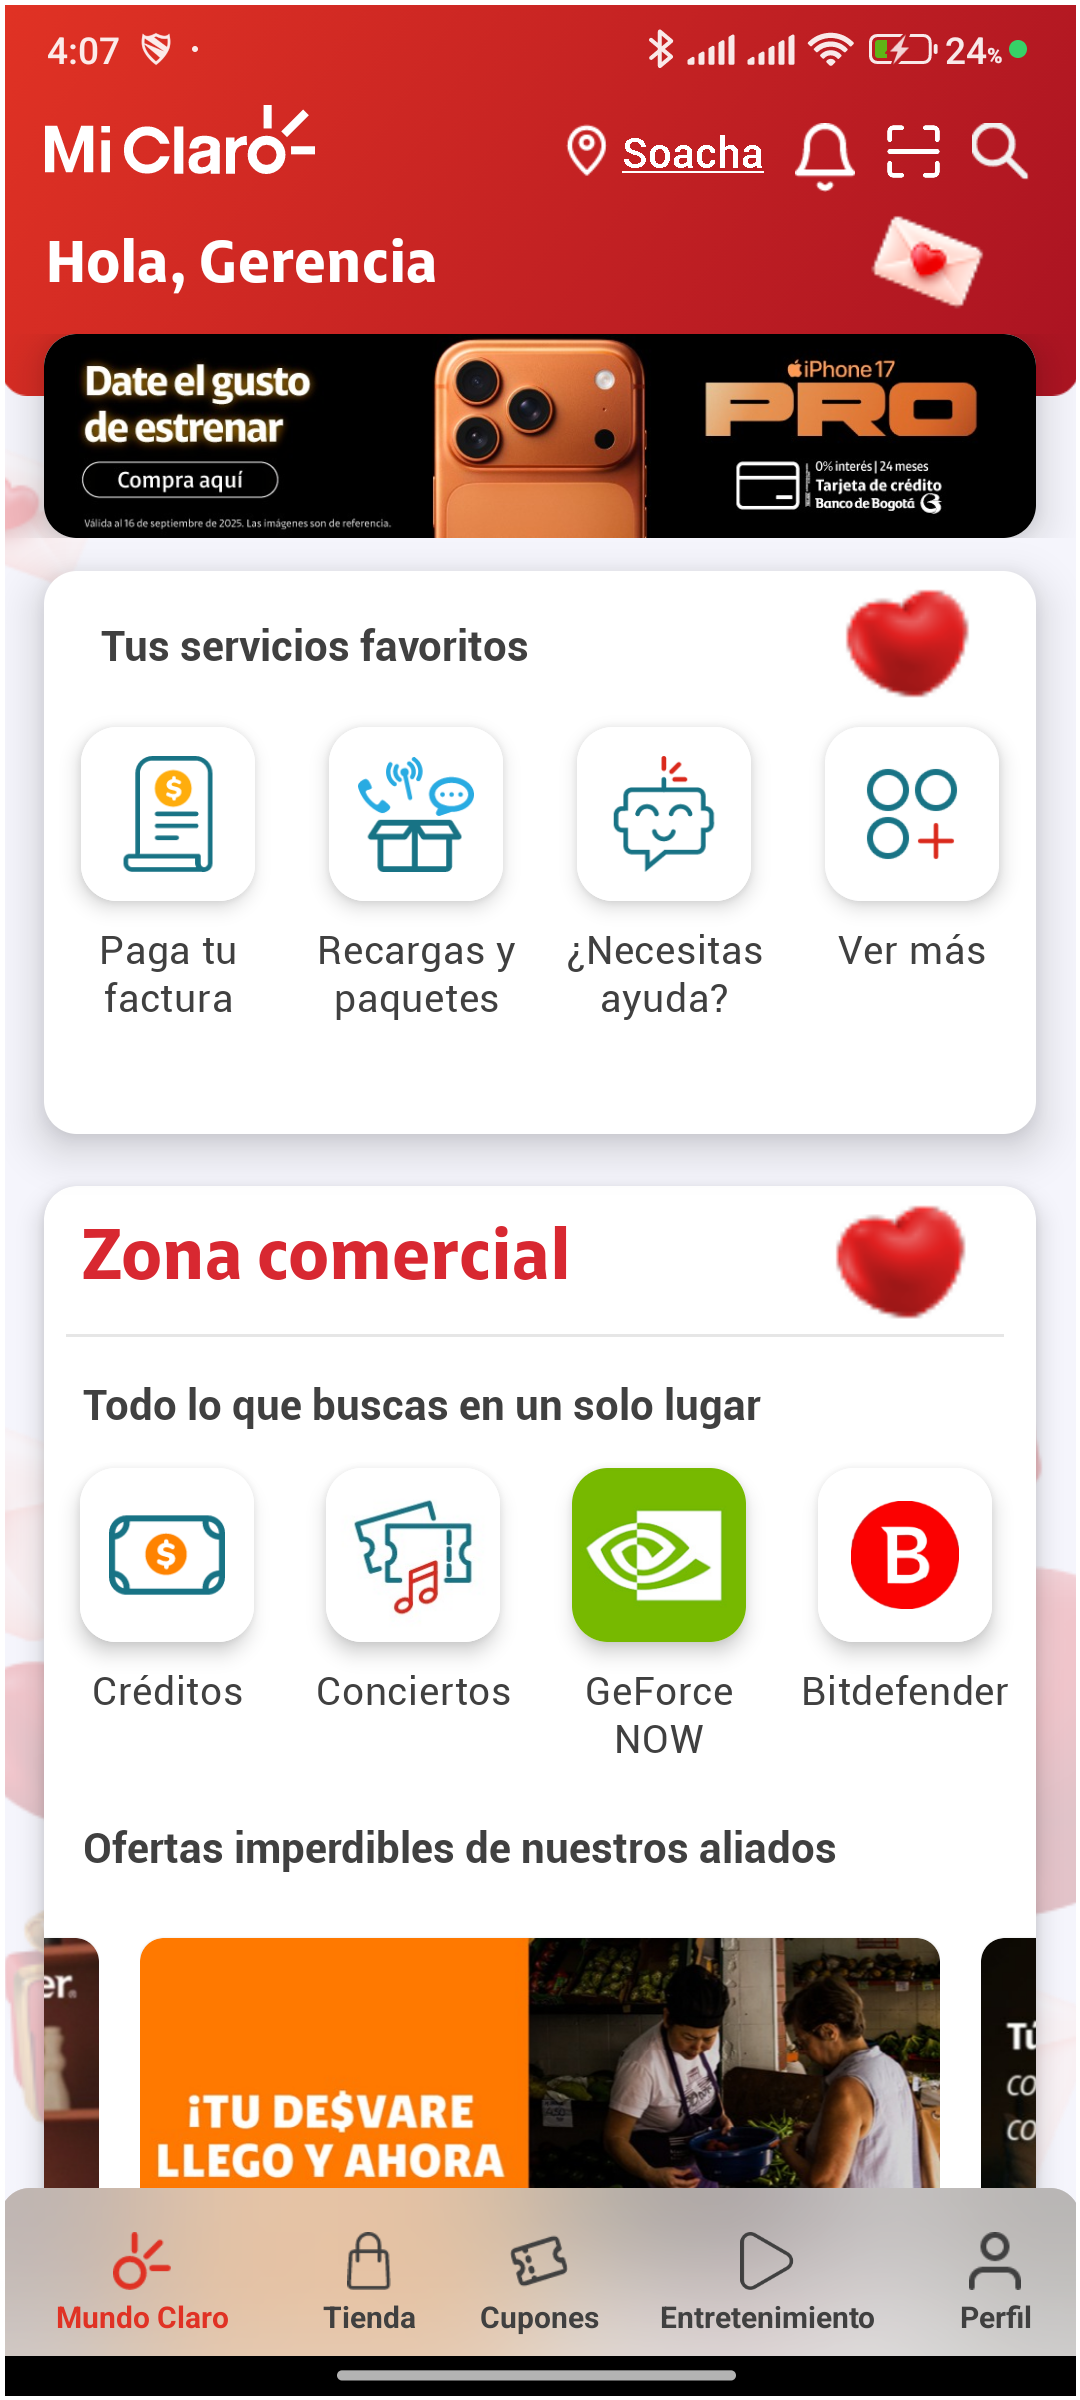 4:07
24%
Mi Claro
Soacha
Hola, Gerencia
Date el gusto
de estrenar
Compra aquí
Válida al 16 de septiembre de 2025. Las imágenes son de referencia.
iPhone 17
PRO
0% interés | 24 meses
Tarjeta de crédito
Banco de Bogotá
Tus servicios favoritos
Paga tu
factura
Recargas y
paquetes
¿Necesitas
ayuda?
Ver más
Zona comercial
Todo lo que buscas en un solo lugar
Créditos
Conciertos
GeForce
NOW
B
Bitdefender
Ofertas imperdibles de nuestros aliados
er.
¡TU DE$VARE
LLEGO Y AHORA
Tú
co
co
Mundo Claro
Tienda
Cupones
Entretenimiento
Perfil